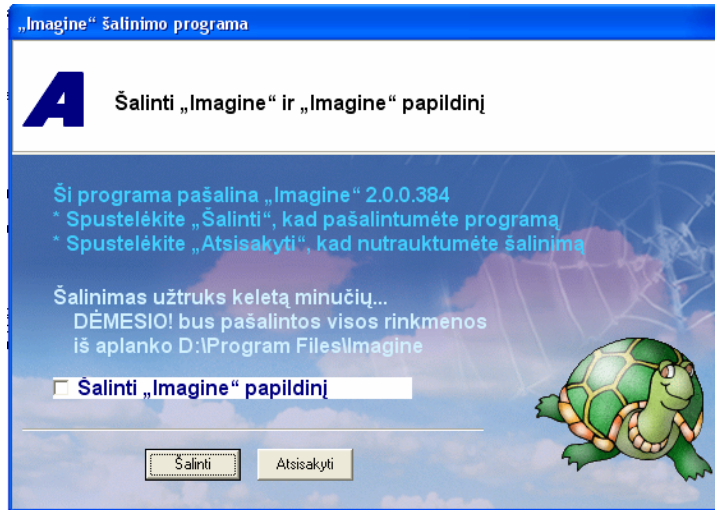 „Imagine“ šalinimo programa
A
Šalinti „Imagine“ ir „Imagine“ papildinį
Ši programa pašalina „Imagine“ 2.0.0.384
* Spustelėkite „Šalinti“, kad pašalintumėte programą
* Spustelėkite „Atsisakyti“, kad nutrauktumėte šalinimą
Šalinimas užtruks keletą minučių...
DĖMESIO! bus pašalintos visos rinkmenos
iš aplanko D:\Program Files\Imagine
Šalinti „Imagine“ papildinį
Šalinti Atsisakyti